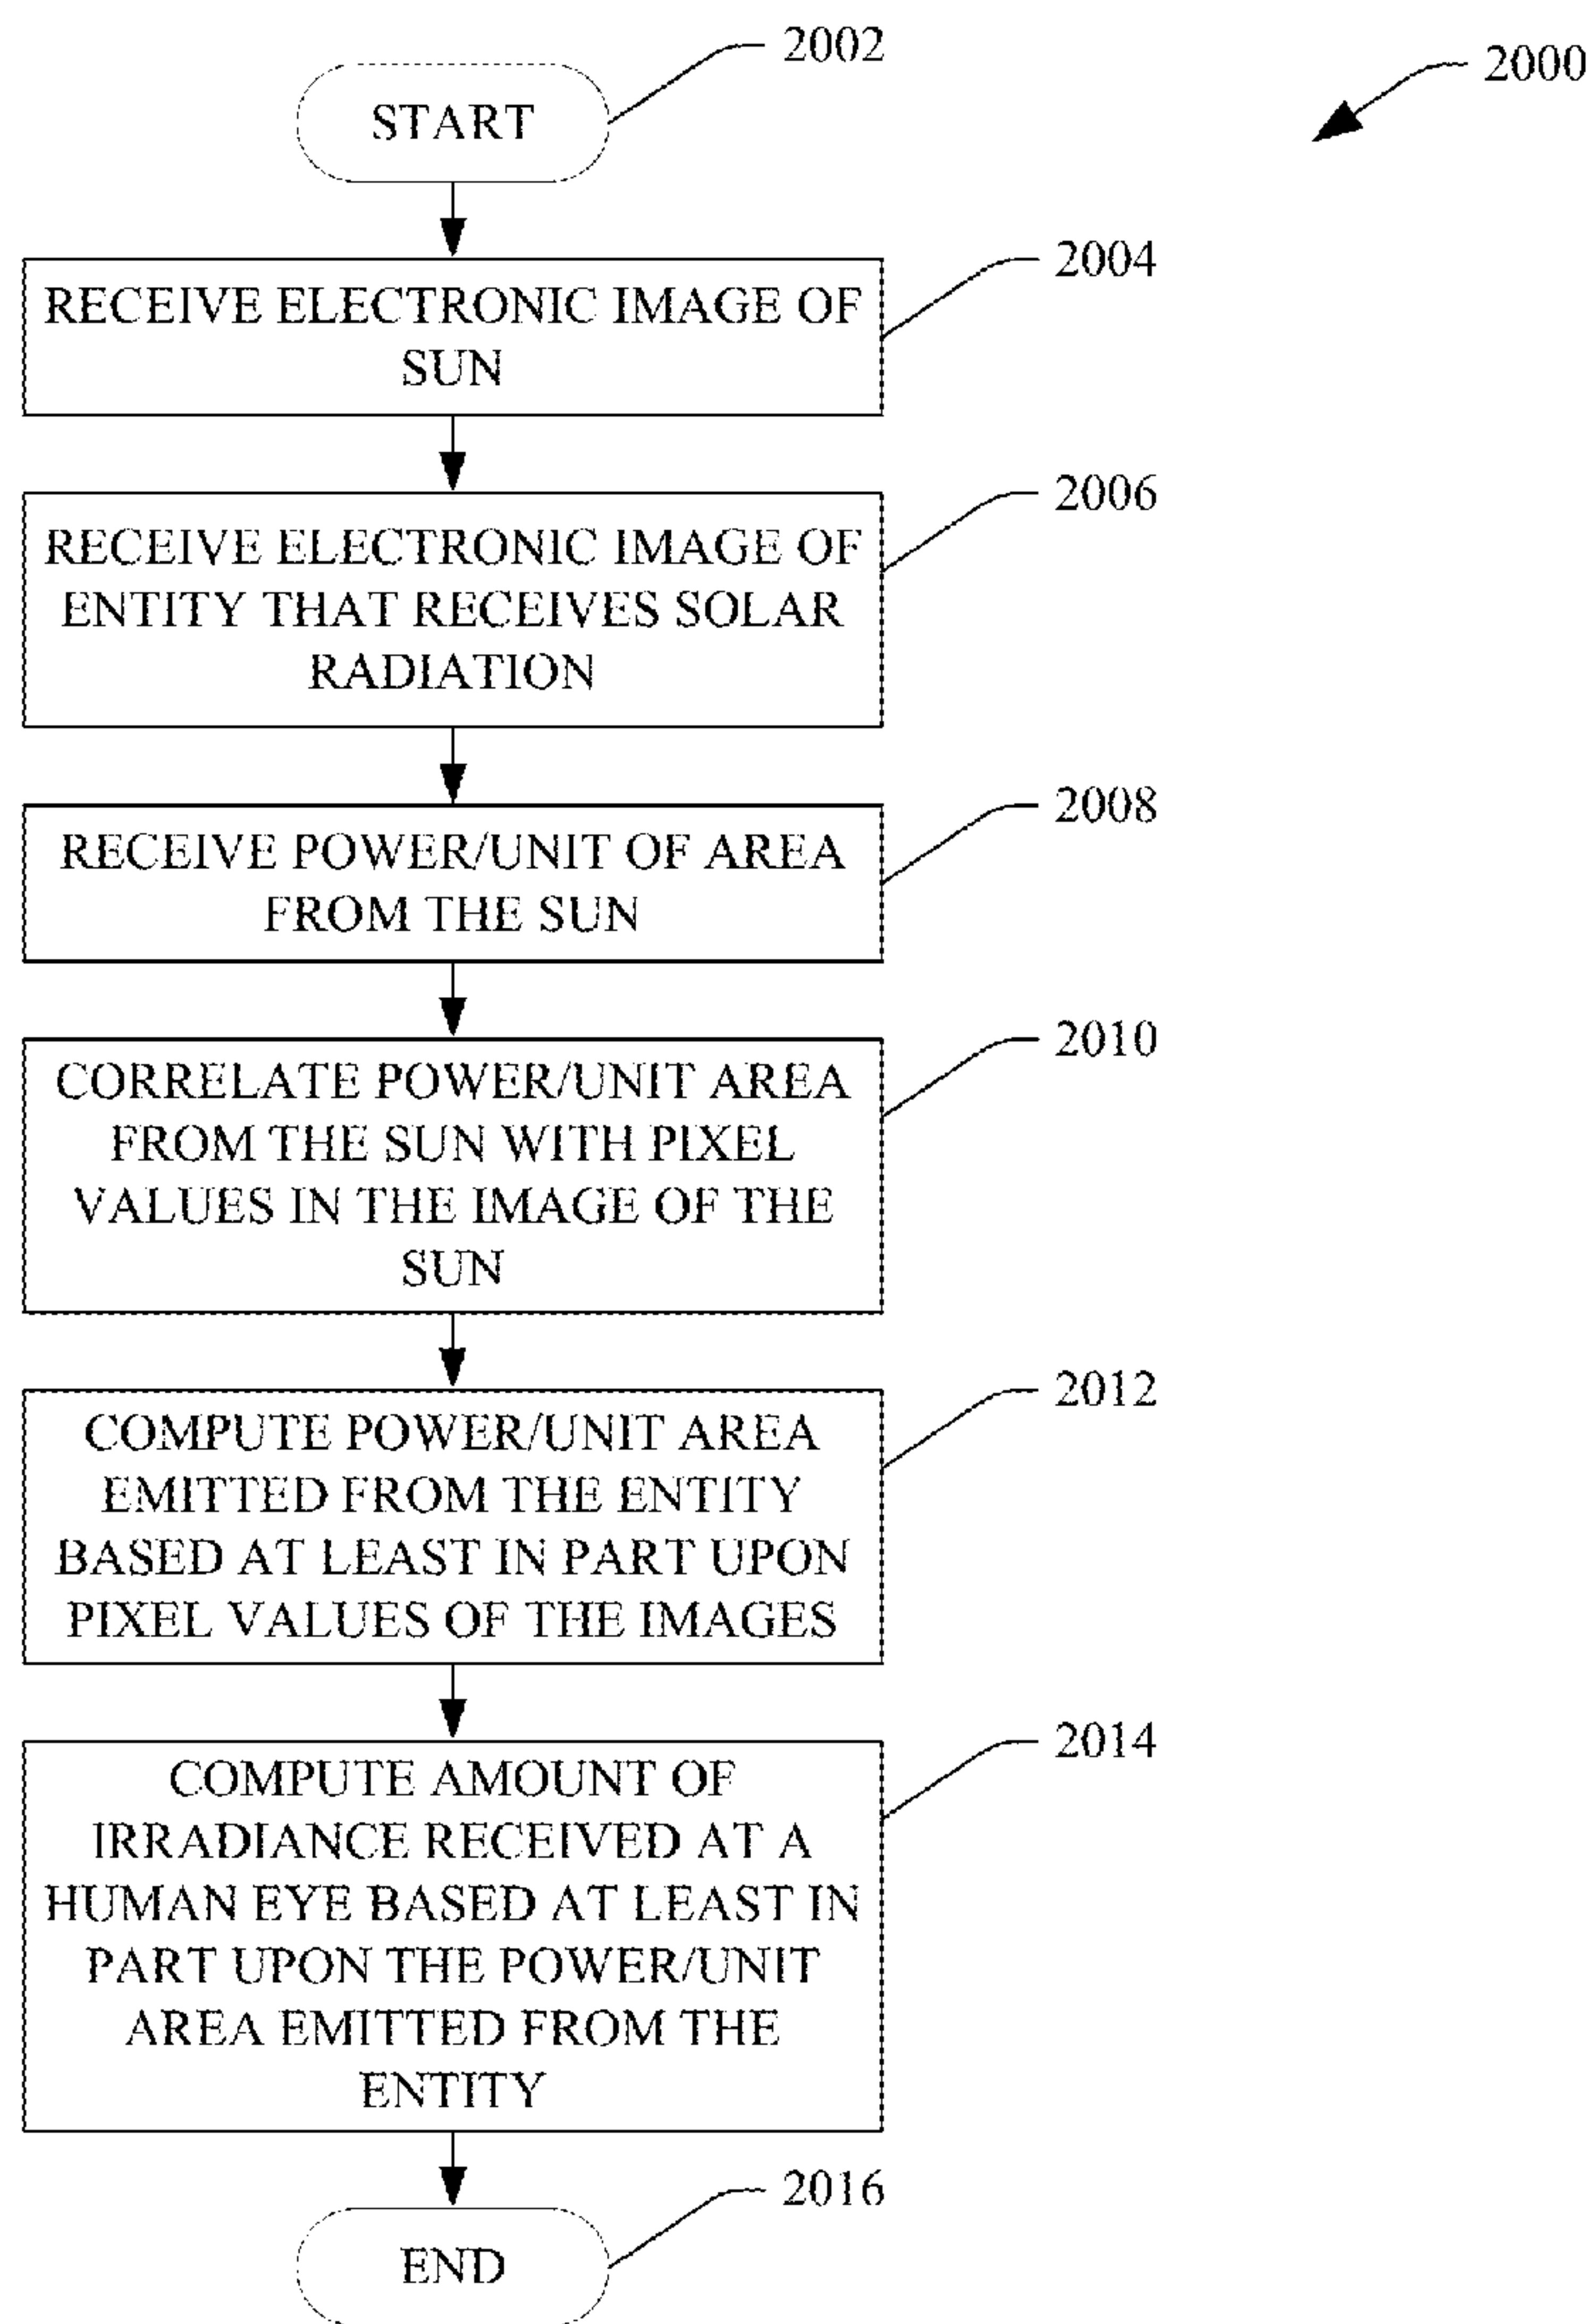 2002
2000
START
2004
RECEIVE ELECTRONIC IMAGE OF
SUN
2006
RECEIVE ELECTRONIC IMAGE OF
ENTITY THAT RECEIVES SOLAR
RADIATION
2008
RECEIVE POWER/UNIT OF AREA
FROM THE SUN
2010
CORRELATE POWER/UNIT AREA
FROM THE SUN WITH PIXEL
VALUES IN THE IMAGE OF THE
SUN
2012
COMPUTE POWER/UNIT AREA
EMITTED FROM THE ENTITY
BASED AT LEAST IN PART UPON
PIXEL VALUES OF THE IMAGES
2014
COMPUTE AMOUNT OF
IRRADIANCE RECEIVED AT A
HUMAN EYE BASED AT LEAST IN
PART UPON THE POWER/UNIT
AREA EMITTED FROM THE
ENTITY
2016
END